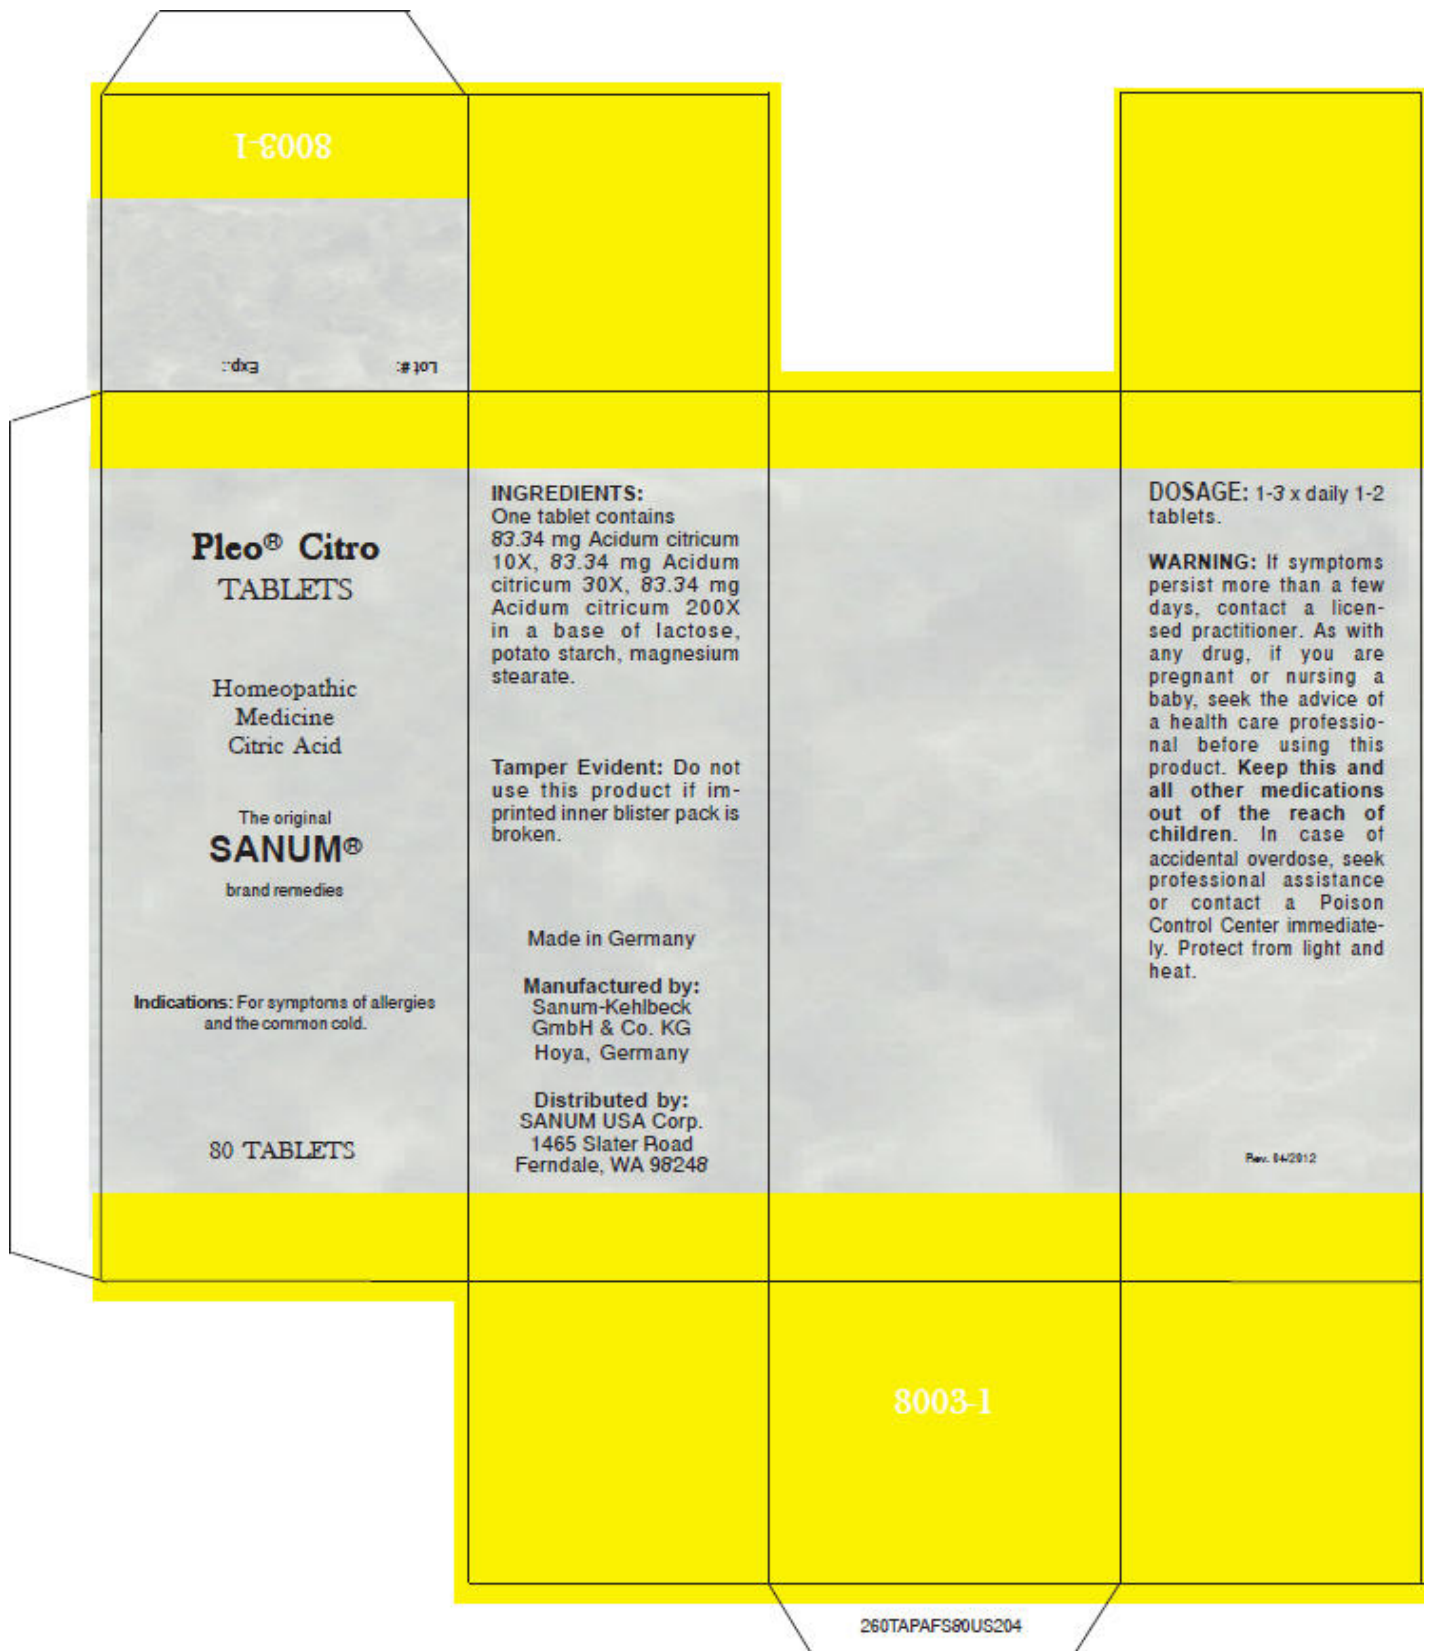 8003-1
Lot #: Exp.:
Pleo® Citro
TABLETS
Homeopathic
Medicine
Citric Acid
The original
SANUM®
brand remedies
Indications: For symptoms of allergies
and the common cold.
80 TABLETS
INGREDIENTS:
One tablet contains
83.34 mg Acidum citricum
10X, 83.34 mg Acidum
citricum 30X, 83.34 mg
Acidum citricum 200X
in a base of lactose,
potato starch, magnesium
stearate.
Tamper Evident: Do not
use this product if im-
printed inner blister pack is
broken.
Made in Germany
Manufactured by:
Sanum-Kehlbeck
GmbH & Co. KG
Hoya, Germany
Distributed by:
SANUM USA Corp.
1465 Slater Road
Ferndale, WA 98248
DOSAGE: 1-3 x daily 1-2
tablets.
WARNING: If symptoms
persist more than a few
days, contact a licen-
sed practitioner. As with
any drug, if you are
pregnant or nursing a
baby, seek the advice of
a health care professio-
nal before using this
product. Keep this and
all other medications
out of the reach of
children. In case of
accidental overdose, seek
professional assistance
or contact a Poison
Control Center immediate-
ly. Protect from light and
heat.
Rev. 04/2012
8003-1
260TAPAFS80US204